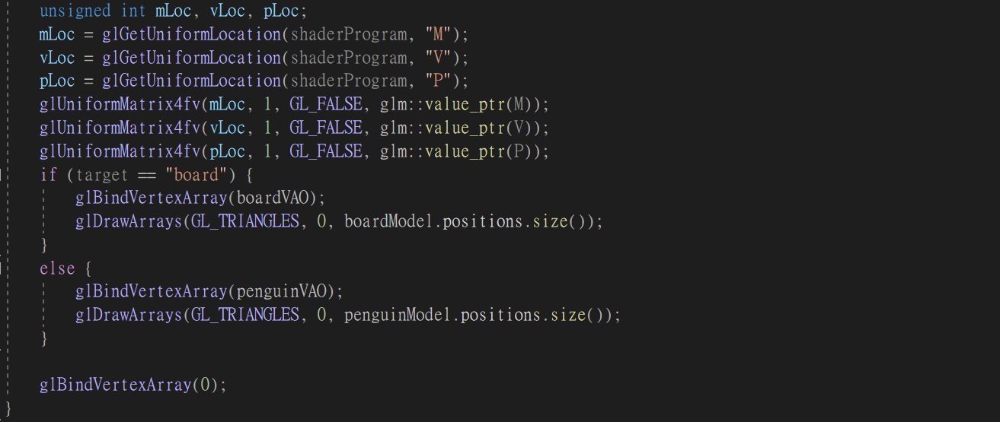 unsigned int mLoc, vLoc, pLoc;
mLoc = glGetUniformLocation(shaderProgram, "M");
vLoc = glGetUniformLocation(shaderProgram, "V");
pLoc = glGetUniformLocation(shaderProgram, "P");
glUniformMatrix4fv(mLoc, 1, GL_FALSE, glm::value_ptr(M));
glUniformMatrix4fv(vLoc, 1, GL_FALSE, glm::value_ptr(V));
glUniformMatrix4fv(pLoc, 1, GL_FALSE, glm::value_ptr(P));
if (target == "board") {
glBindVertexArray(boardVAO);
glDrawArrays(GL_TRIANGLES, 0, boardModel.positions.size());
}
else {
glBindVertexArray(penguinVAO);
glDrawArrays(GL_TRIANGLES, 0, penguinModel.positions.size());
}
glBindVertexArray(0);
}